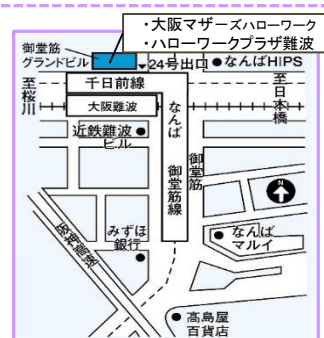 ・大阪マザーズハローワーク
・ハローワークプラザ難波
御堂筋
グランドビル
24号出口
なんばHIPS
至桜川
千日前線
至日本橋
大阪難波
なんば
御堂筋線
御堂筋
近鉄難波
ビル
N
みずほ
銀行
阪神高速
なんば
マルイ
髙島屋
百貨店